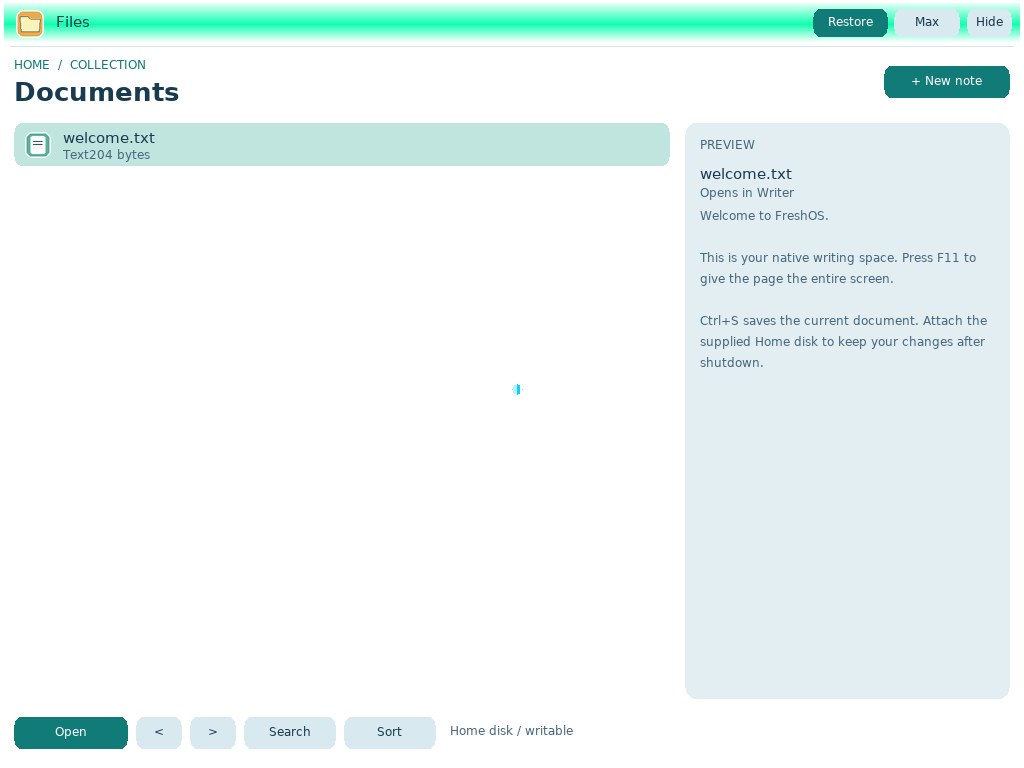 Files
Restore
Max
Hide
HOME / COLLECTION
Documents
+ New note
welcome.txt
Text204 bytes
PREVIEW
welcome.txt
Opens in Writer
Welcome to FreshOS.
This is your native writing space. Press F11 to
give the page the entire screen.
Ctrl+S saves the current document. Attach the
supplied Home disk to keep your changes after
shutdown.
Open
<
>
Search
Sort
Home disk / writable